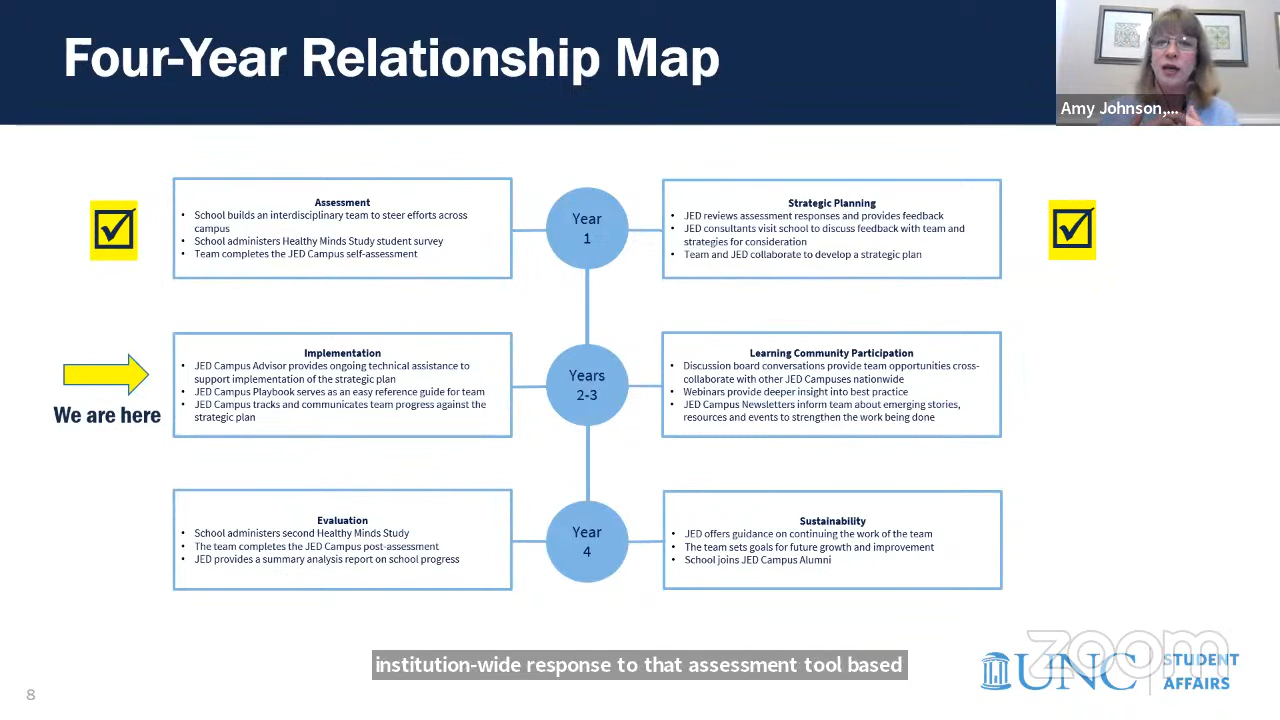 Four-Year Relationship Map
Amy Johnson,...
Assessment
• School builds an interdisciplinary team to steer efforts across
campus
• School administers Healthy Minds Study student survey
• Team completes the JED Campus self-assessment
Year
1
Strategic Planning
• JED reviews assessment responses and provides feedback
• JED consultants visit school to discuss feedback with team and
strategies for consideration
• Team and JED collaborate to develop a strategic plan
We are here
Implementation
• JED Campus Advisor provides ongoing technical assistance to
support implementation of the strategic plan
• JED Campus Playbook serves as an easy reference guide for team
• JED Campus tracks and communicates team progress against the
strategic plan
Years
2-3
Learning Community Participation
• Discussion board conversations provide team opportunities cross-
collaborate with other JED Campuses nationwide
• Webinars provide deeper insight into best practice
• JED Campus Newsletters inform team about emerging stories,
resources and events to strengthen the work being done
Evaluation
• School administers second Healthy Minds Study
• The team completes the JED Campus post-assessment
• JED provides a summary analysis report on school progress
Year
4
Sustainability
• JED offers guidance on continuing the work of the team
• The team sets goals for future growth and improvement
• School joins JED Campus Alumni
institution-wide response to that assessment tool based
zoom
UNC STUDENT
AFFAIRS
8